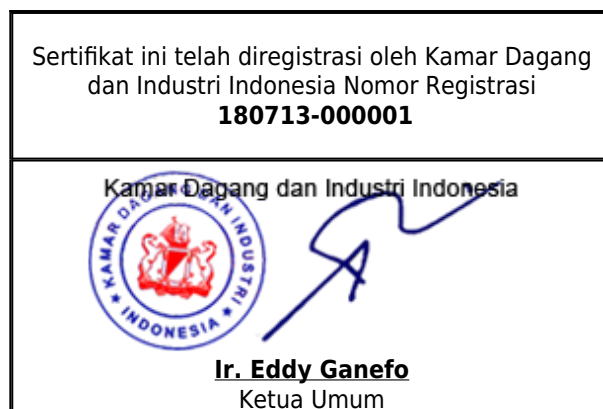 Sertifikat ini telah diregistrasi oleh Kamar Dagang
dan Industri Indonesia Nomor Registrasi
180713-000001
Kamar Dagang dan Industri Indonesia
KAMAR DAGANG DAN INDUSTRI
INDONESIA
Ir. Eddy Ganefo
Ketua Umum